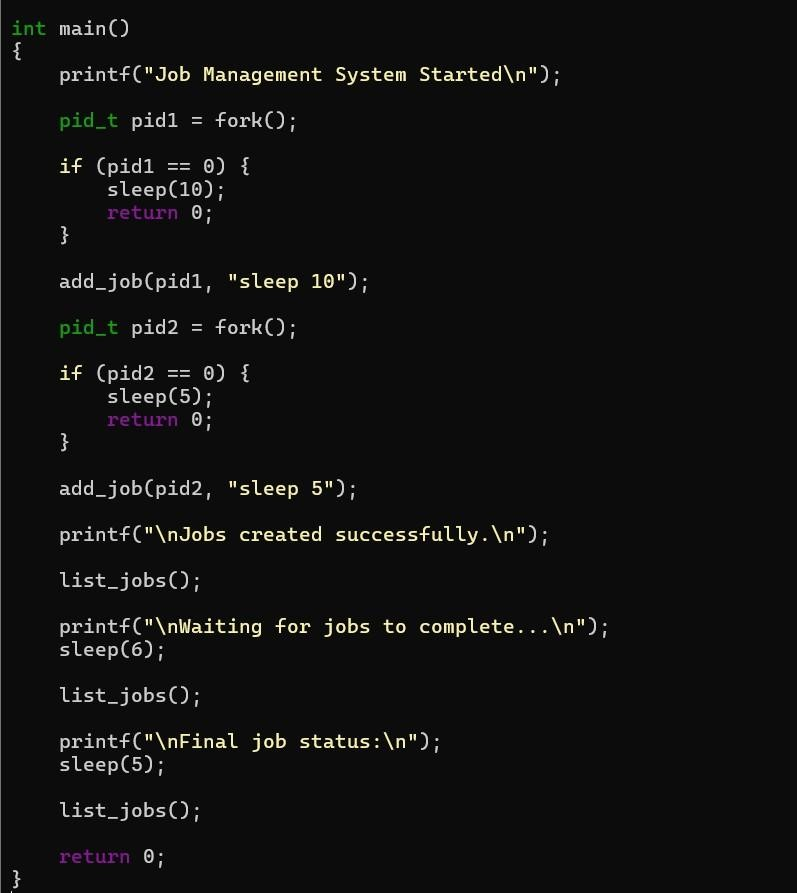 int main()
{
    printf("Job Management System Started\n");
    pid_t pid1 = fork();
    if (pid1 == 0) {
        sleep(10);
        return 0;
    }
    add_job(pid1, "sleep 10");
    pid_t pid2 = fork();
    if (pid2 == 0) {
        sleep(5);
        return 0;
    }
    add_job(pid2, "sleep 5");
    printf("\nJobs created successfully.\n");
    list_jobs();
    printf("\nWaiting for jobs to complete...\n");
    sleep(6);
    list_jobs();
    printf("\nFinal job status:\n");
    sleep(5);
    list_jobs();
    return 0;
}